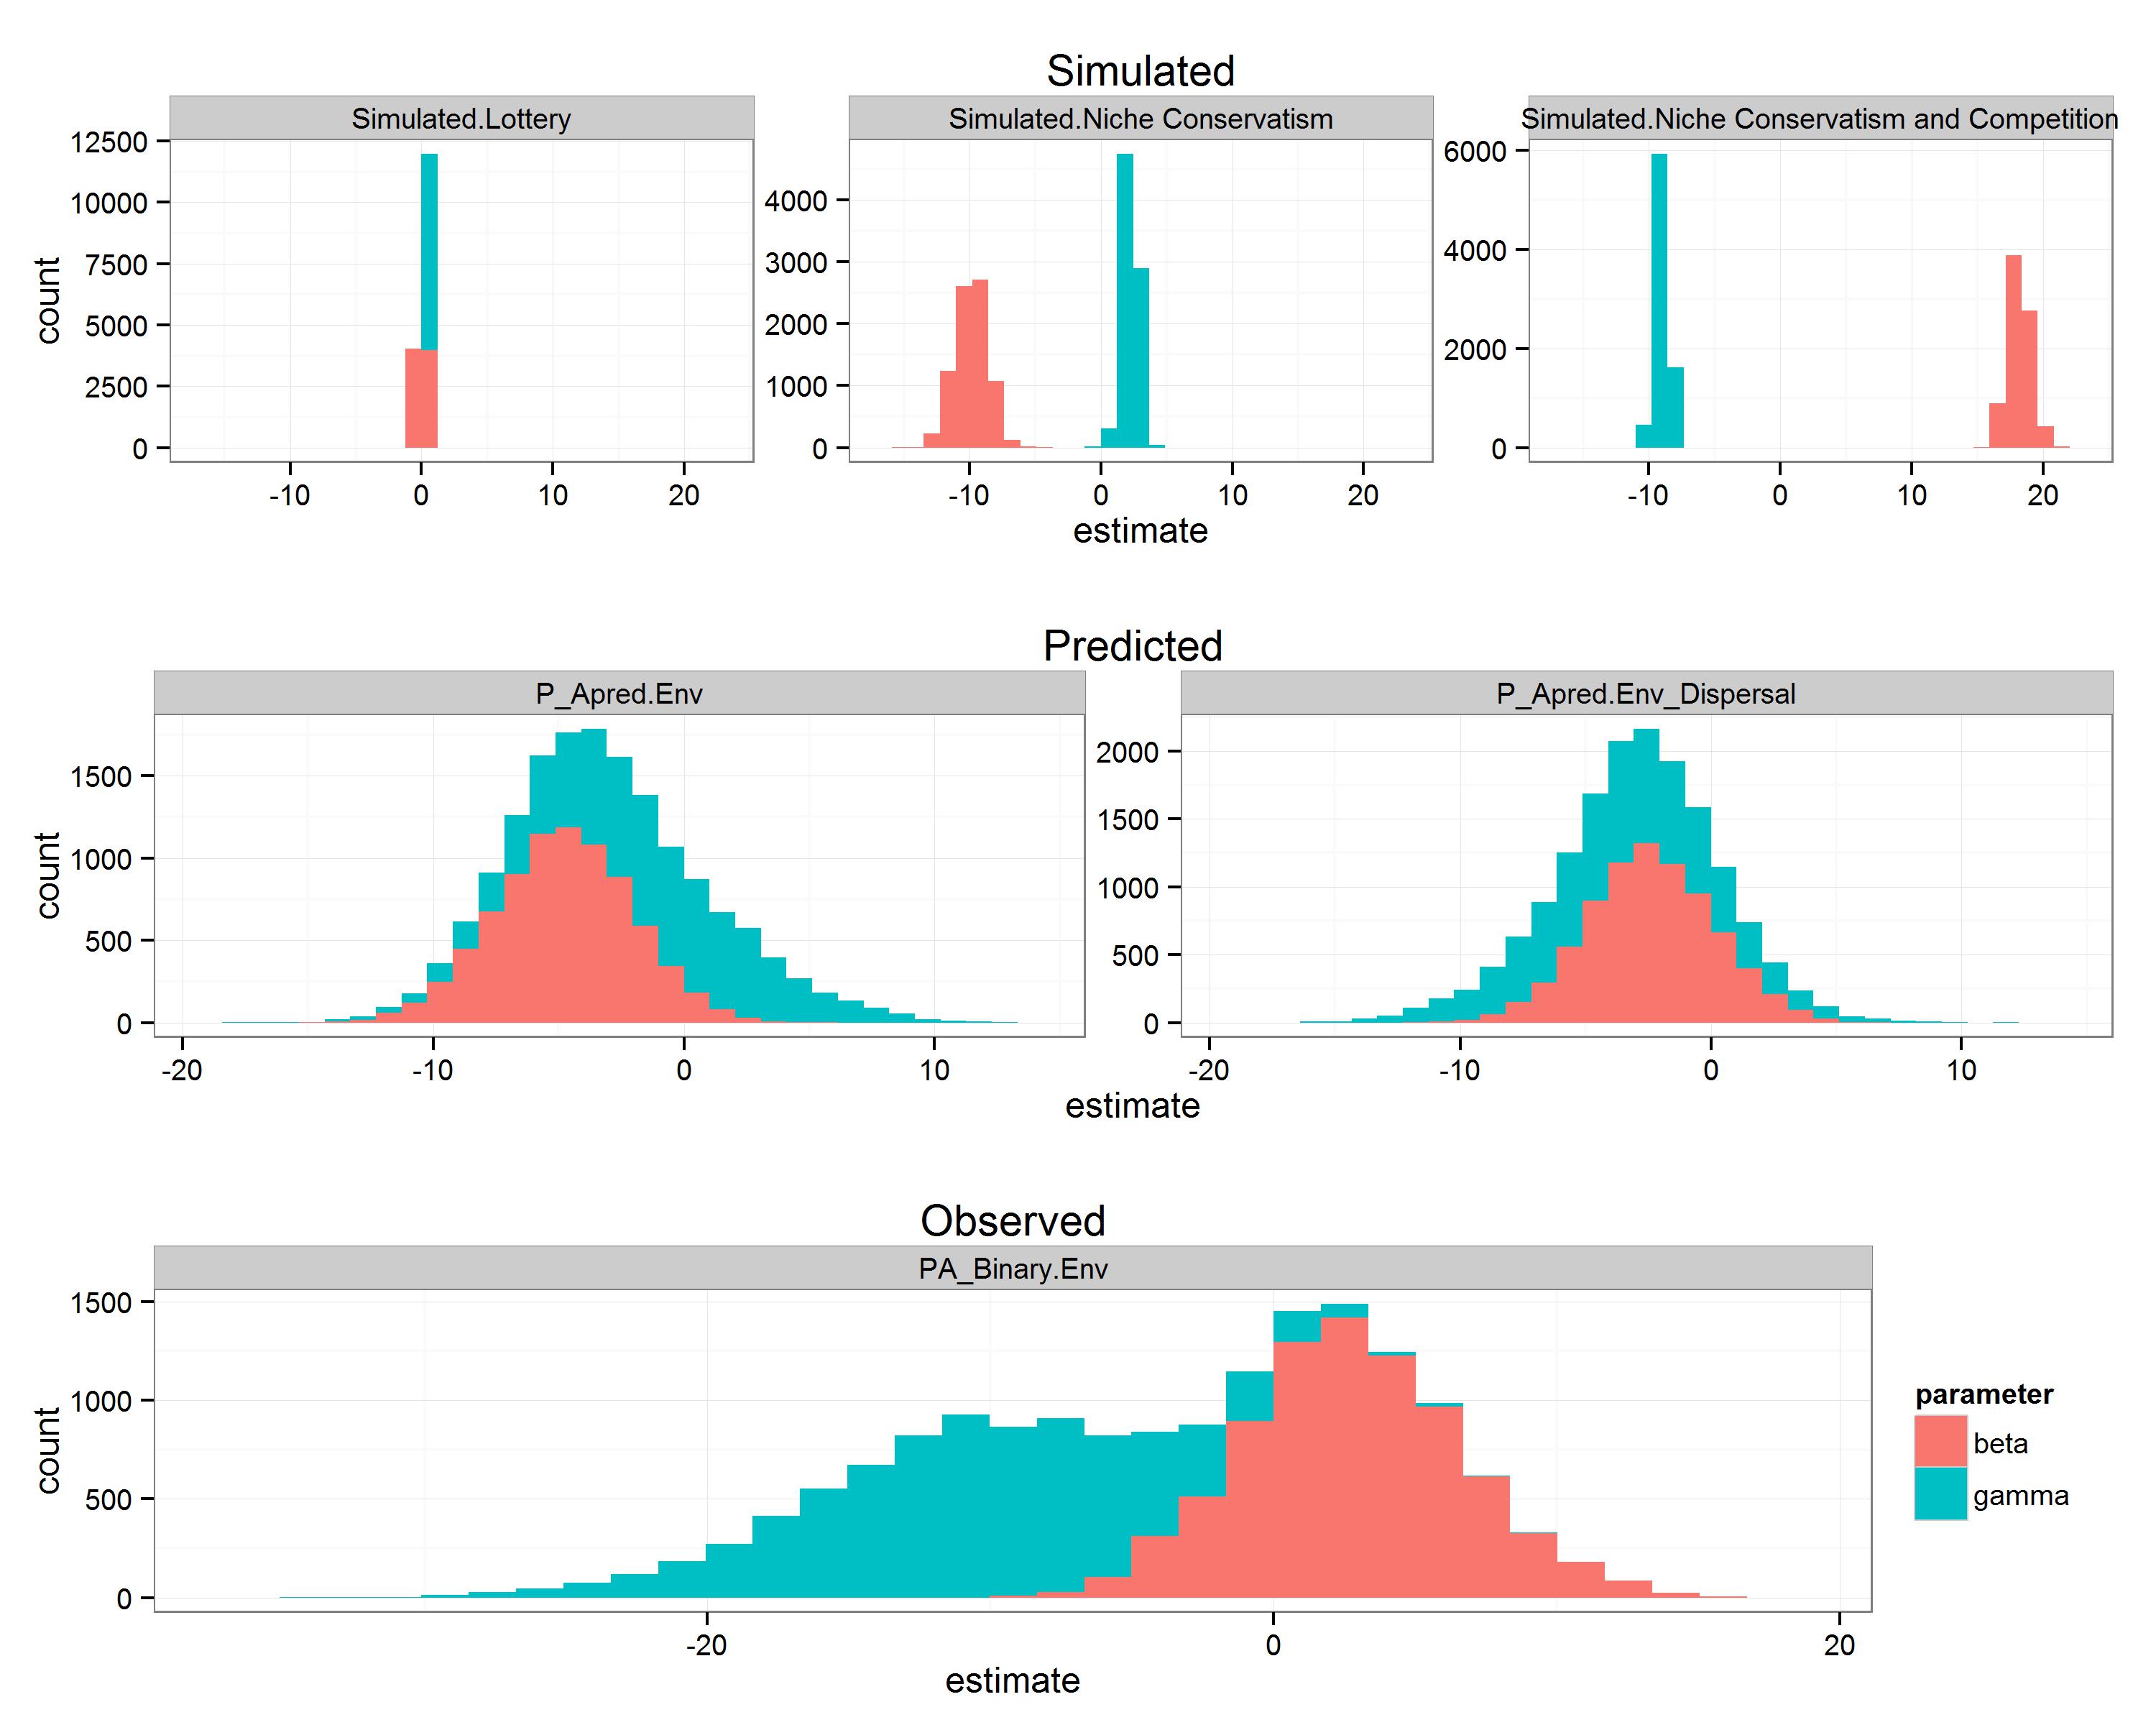 Simulated
Simulated.Lottery
Simulated.Niche Conservatism
Simulated.Niche Conservatism and Competition
count
12500
10000
7500
5000
2500
0
4000
3000
2000
1000
0
6000
4000
2000
0
-10 0 10 20
-10 0 10 20
-10 0 10 20
estimate
Predicted
P_Apred.Env
P_Apred.Env_Dispersal
count
1500
1000
500
0
2000
1500
1000
500
0
-20 -10 0 10
-20 -10 0 10
estimate
Observed
PA_Binary.Env
count
1500
1000
500
0
-20 0 20
estimate
parameter
beta
gamma